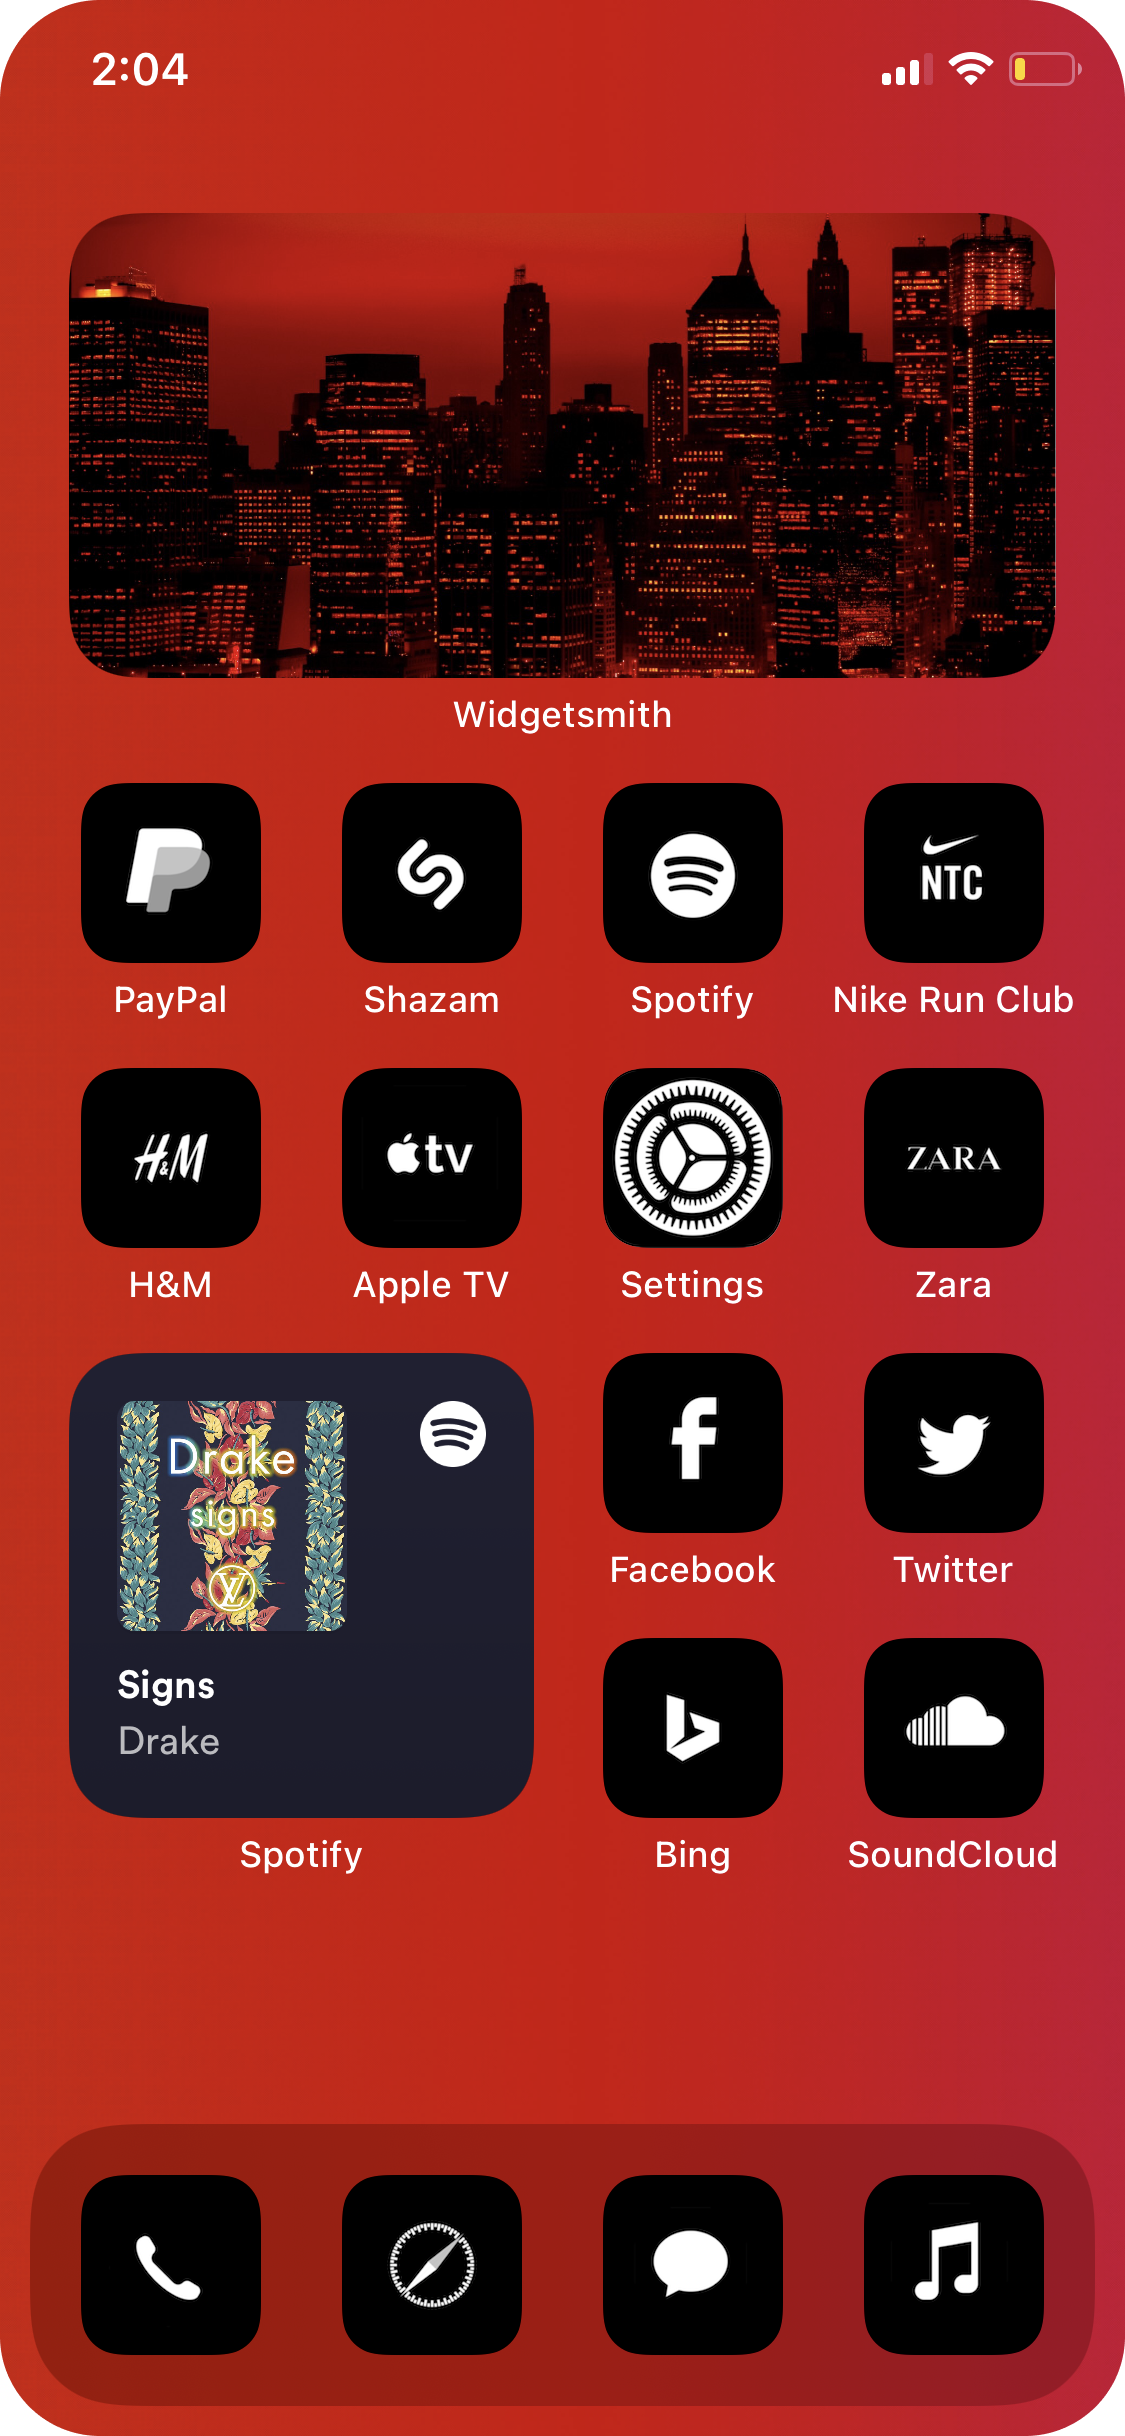 2:04
Widgetsmith
NTC
PayPal
Shazam
Spotify
Nike Run Club
H&M
tv
ZARA
H&M
Apple TV
Settings
Zara
Drake
signs
LV
Signs
Drake
Spotify
Facebook
Twitter
Bing
SoundCloud